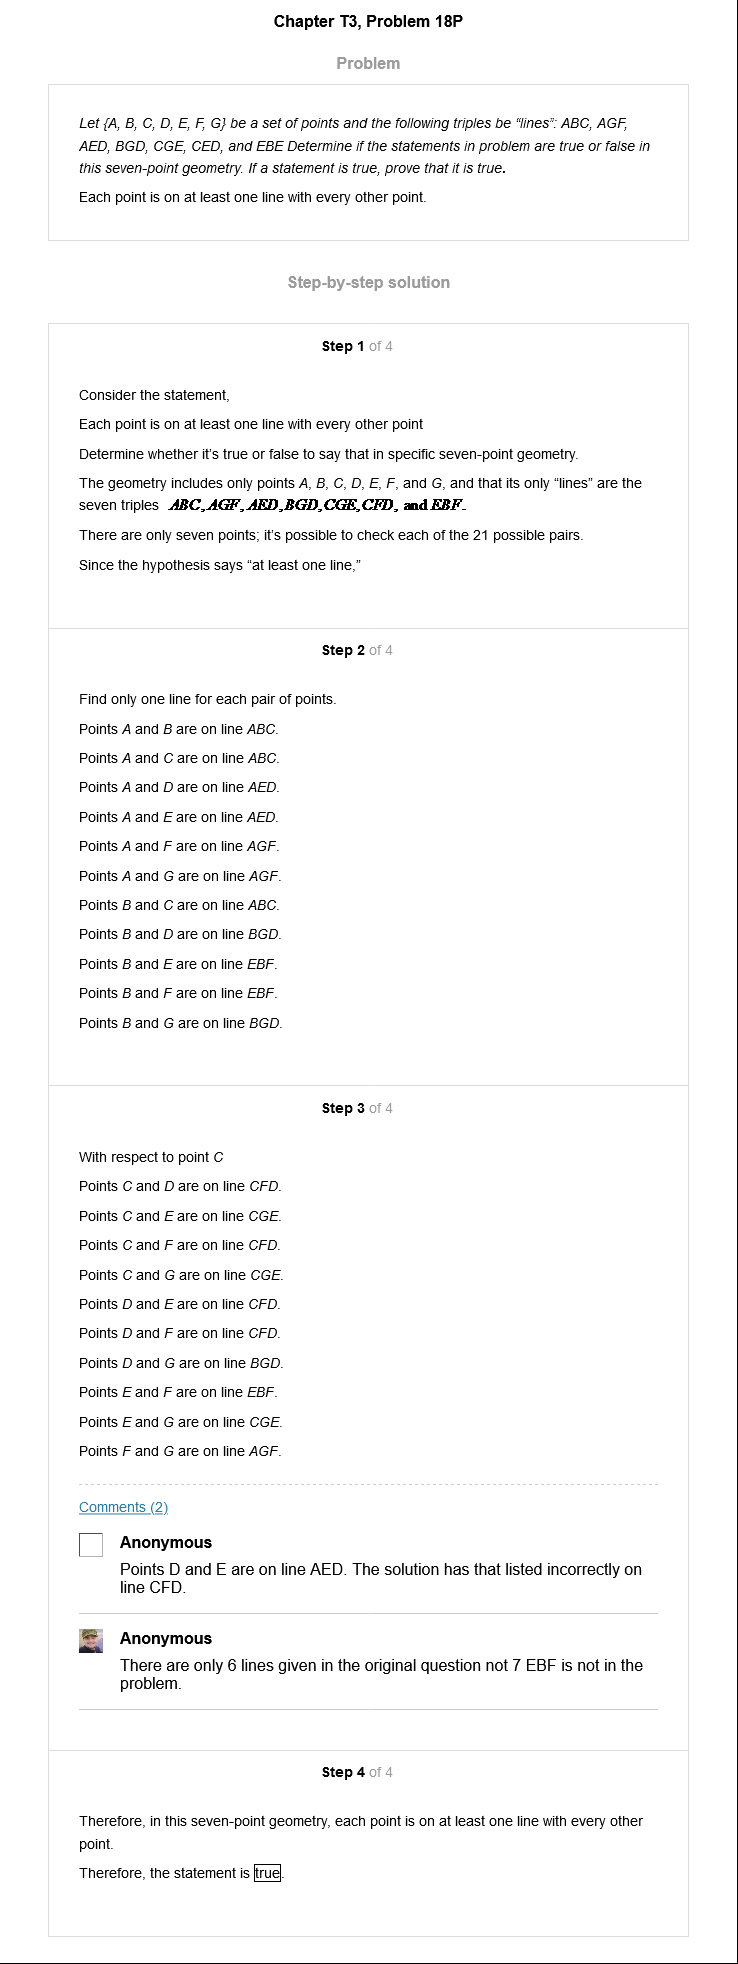 Chapter T3, Problem 18P
Problem
Let {A, B, C, D, E, F, G} be a set of points and the following triples be “lines”: ABC, AGF,
AED, BGD, CGE, CED, and EBE Determine if the statements in problem are true or false in
this seven-point geometry. If a statement is true, prove that it is true.
Each point is on at least one line with every other point.
Step-by-step solution
Step 1 of 4
Consider the statement,
Each point is on at least one line with every other point
Determine whether it’s true or false to say that in specific seven-point geometry.
The geometry includes only points A, B, C, D, E, F, and G, and that its only “lines” are the
seven triples ABC, AGF, AED, BGD, CGE, CFD, and EBF.
There are only seven points; it’s possible to check each of the 21 possible pairs.
Since the hypothesis says “at least one line,”
Step 2 of 4
Find only one line for each pair of points.
Points A and B are on line ABC.
Points A and C are on line ABC.
Points A and D are on line AED.
Points A and E are on line AED.
Points A and F are on line AGF.
Points A and G are on line AGF.
Points B and C are on line ABC.
Points B and D are on line BGD.
Points B and E are on line EBF.
Points B and F are on line EBF.
Points B and G are on line BGD.
Step 3 of 4
With respect to point C
Points C and D are on line CFD.
Points C and E are on line CGE.
Points C and F are on line CFD.
Points C and G are on line CGE.
Points D and E are on line CFD.
Points D and F are on line CFD.
Points D and G are on line BGD.
Points E and F are on line EBF.
Points E and G are on line CGE.
Points F and G are on line AGF.
Comments (2)
Anonymous
Points D and E are on line AED. The solution has that listed incorrectly on
line CFD.
Anonymous
There are only 6 lines given in the original question not 7 EBF is not in the
problem.
Step 4 of 4
Therefore, in this seven-point geometry, each point is on at least one line with every other
point.
Therefore, the statement is true.